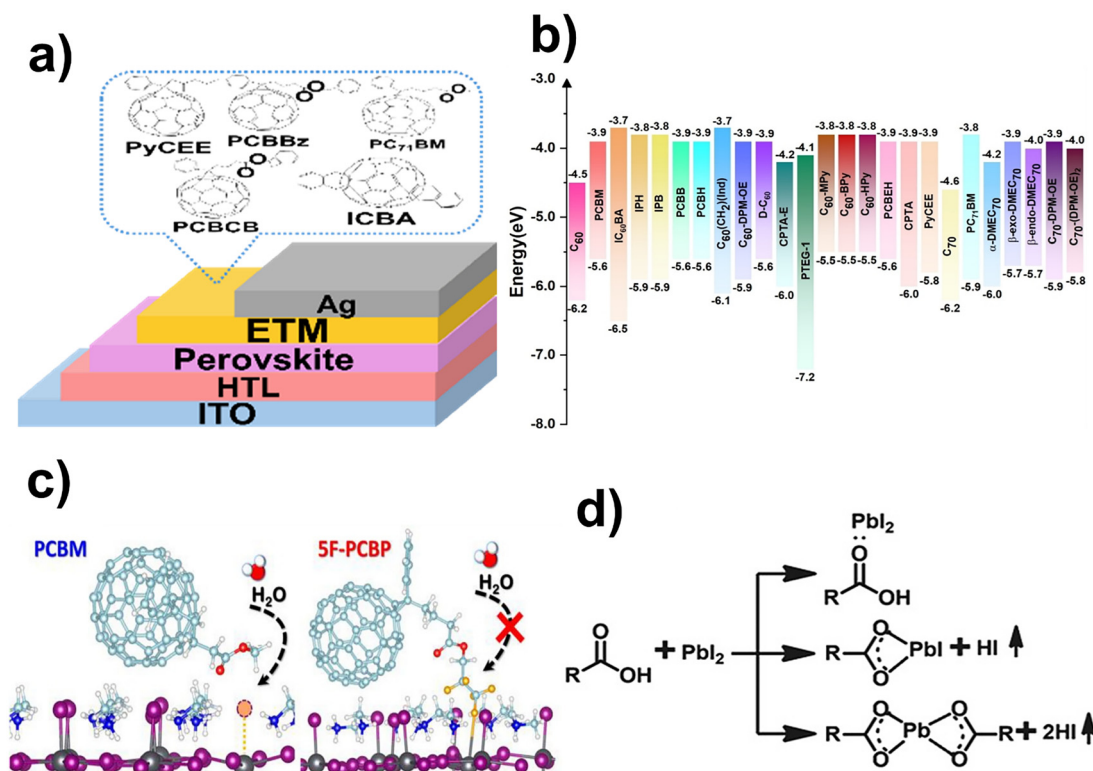 a)
PyCEE
PCBBz
PC₇₁BM
PCBCB
ICBA
Ag
ETM
Perovskite
HTL
ITO
b)
Energy(eV)
-3.0
-4.0
-5.0
-6.0
-7.0
-8.0
-4.5 C₆₀ -6.2
-3.9 PCBM -5.6
-3.7 IC₆₀BA -6.5
-3.8 IPH -5.9
-3.8 IPB -5.9
-3.9 PCBB -5.6
-3.9 PCBH -5.6
-3.7 C₆₀(CH₂)(Ind) -6.1
-3.9 C₆₀-DPM-OE -5.9
-3.9 D-C₆₀ -5.6
-4.2 CPTA-E -6.0
-4.1 PTEG-1 -7.2
-3.8 C₆₀-MPy -5.5
-3.8 C₆₀-BPy -5.5
-3.8 C₆₀-HPy -5.5
-3.9 PCBEH -5.6
-3.9 CPTA -6.0
-3.9 PyCEE -5.8
-4.6 C₇₀ -6.2
-3.8 PC₇₁BM -5.9
-4.2 α-DMEC₇₀ -6.0
-3.9 β-exo-DMEC₇₀ -5.7
-4.0 β-endo-DMEC₇₀ -5.7
-3.9 C₇₀-DPM-OE -5.9
-4.0 C₇₀-(DPM-OE)₂ -5.8
c)
PCBM
H₂O
5F-PCBP
H₂O
d)
PbI₂
O
R OH
O
R OH + PbI₂
O
R PbI + HI
O
O O
R Pb R + 2HI
O O